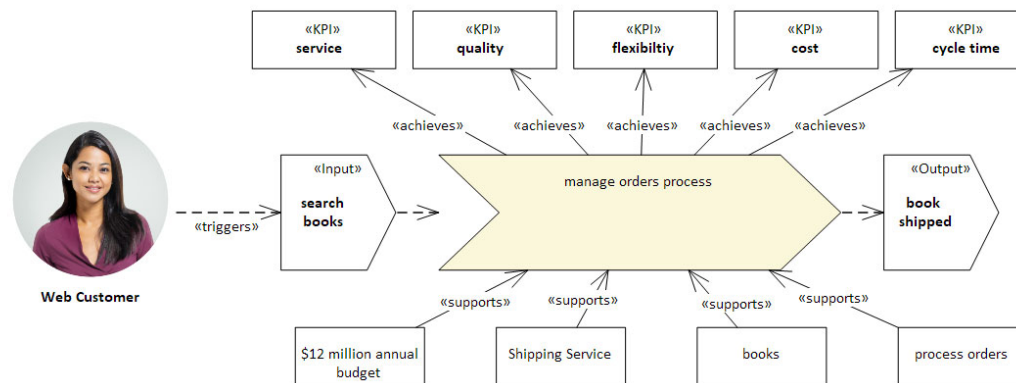 «KPI»
service
«KPI»
quality
«KPI»
flexibiltiy
«KPI»
cost
«KPI»
cycle time
«achieves»
«achieves»
«achieves»
«achieves»
«achieves»
«Input»
search
books
manage orders process
«Output»
book
shipped
«triggers»
Web Customer
«supports»
«supports»
«supports»
«supports»
$12 million annual
budget
Shipping Service
books
process orders